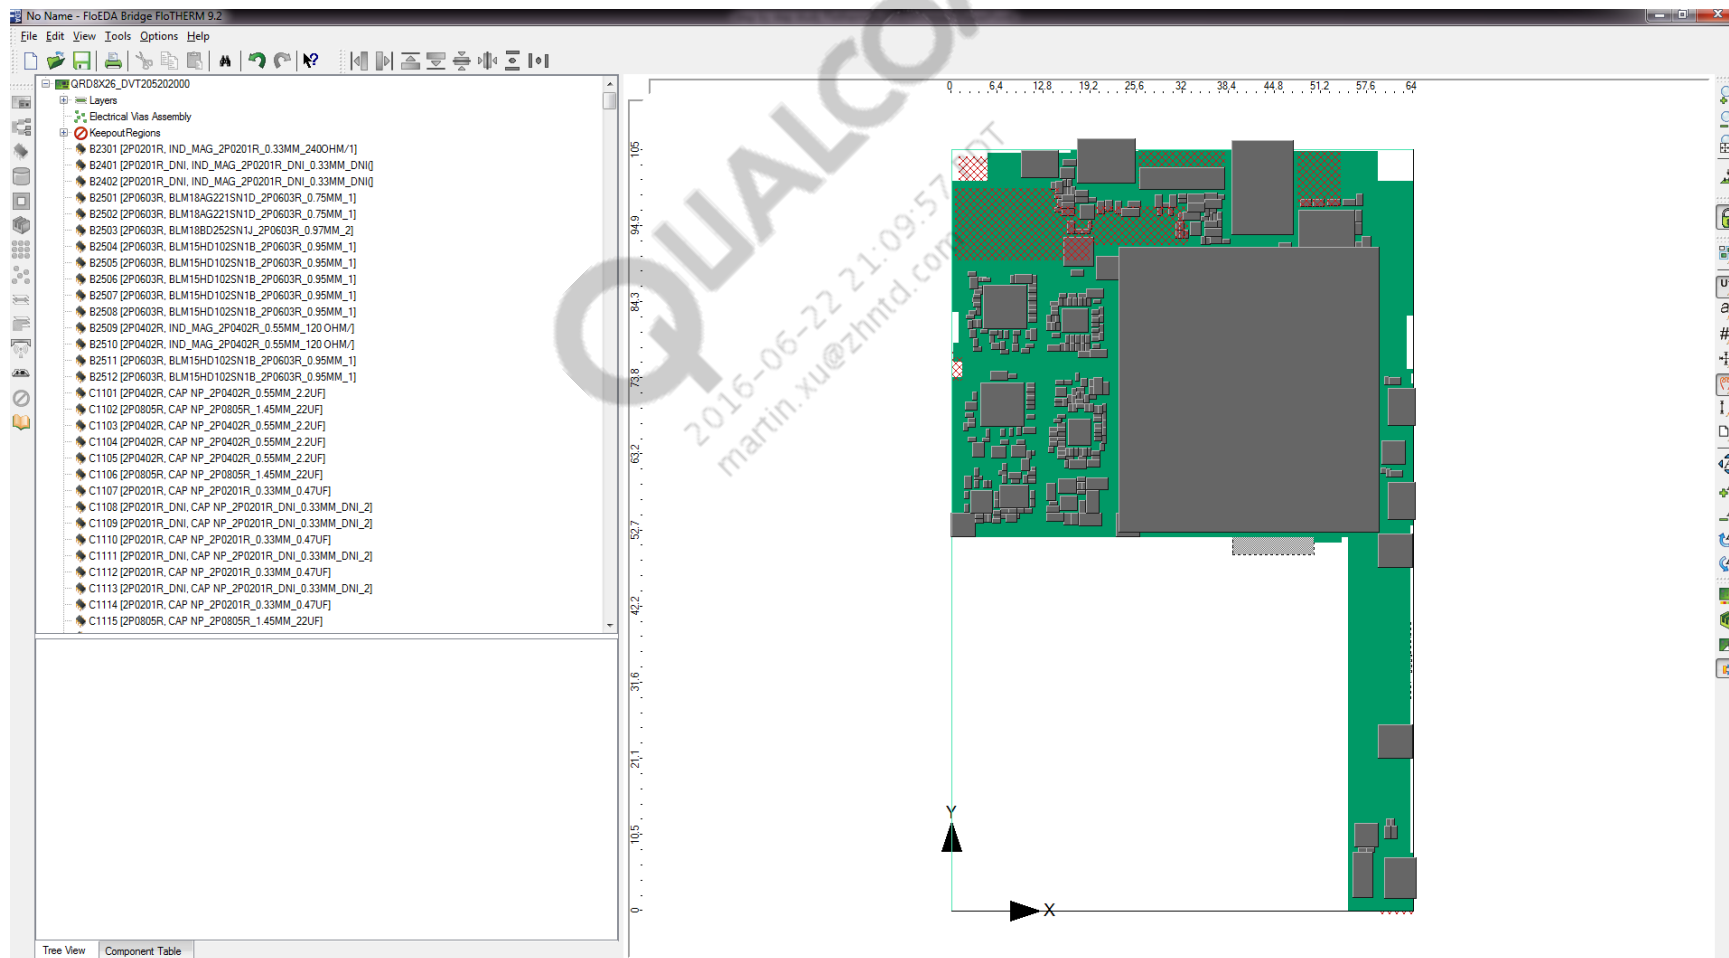 No Name - FloEDA Bridge FloTHERM 9.2
File Edit View Tools Options Help
QRD8X26_DVT205202000
Layers
Electrical Vias Assembly
Keepout Regions
B2301 [2P0201R, IND_MAG_2P0201R_0.33MM_240OHM/1]
B2401 [2P0201R_DNI, IND_MAG_2P0201R_DNI_0.33MM_DNI()
B2402 [2P0201R_DNI, IND_MAG_2P0201R_DNI_0.33MM_DNI()
B2501 [2P0603R, BLM18AG221SN1D_2P0603R_0.75MM_1]
B2502 [2P0603R, BLM18AG221SN1D_2P0603R_0.75MM_1]
B2503 [2P0603R, BLM18BD252SN1J_2P0603R_0.97MM_2]
B2504 [2P0603R, BLM15HD102SN1B_2P0603R_0.95MM_1]
B2505 [2P0603R, BLM15HD102SN1B_2P0603R_0.95MM_1]
B2506 [2P0603R, BLM15HD102SN1B_2P0603R_0.95MM_1]
B2507 [2P0603R, BLM15HD102SN1B_2P0603R_0.95MM_1]
B2508 [2P0603R, BLM15HD102SN1B_2P0603R_0.95MM_1]
B2509 [2P0402R, IND_MAG_2P0402R_0.55MM_120 OHM/]
B2510 [2P0402R, IND_MAG_2P0402R_0.55MM_120 OHM/]
B2511 [2P0603R, BLM15HD102SN1B_2P0603R_0.95MM_1]
B2512 [2P0603R, BLM15HD102SN1B_2P0603R_0.95MM_1]
C1101 [2P0402R, CAP NP_2P0402R_0.55MM_2.2UF]
C1102 [2P0805R, CAP NP_2P0805R_1.45MM_22UF]
C1103 [2P0402R, CAP NP_2P0402R_0.55MM_2.2UF]
C1104 [2P0402R, CAP NP_2P0402R_0.55MM_2.2UF]
C1105 [2P0402R, CAP NP_2P0402R_0.55MM_2.2UF]
C1106 [2P0805R, CAP NP_2P0805R_1.45MM_22UF]
C1107 [2P0201R, CAP NP_2P0201R_0.33MM_0.47UF]
C1108 [2P0201R_DNI, CAP NP_2P0201R_DNI_0.33MM_DNI_2]
C1109 [2P0201R_DNI, CAP NP_2P0201R_DNI_0.33MM_DNI_2]
C1110 [2P0201R, CAP NP_2P0201R_0.33MM_0.47UF]
C1111 [2P0201R_DNI, CAP NP_2P0201R_DNI_0.33MM_DNI_2]
C1112 [2P0201R, CAP NP_2P0201R_0.33MM_0.47UF]
C1113 [2P0201R_DNI, CAP NP_2P0201R_DNI_0.33MM_DNI_2]
C1114 [2P0201R, CAP NP_2P0201R_0.33MM_0.47UF]
C1115 [2P0805R, CAP NP_2P0805R_1.45MM_22UF]
Tree View Component Table
0 6.4 12.8 19.2 25.6 32 38.4 44.8 51.2 57.6 64
105
94.9
84.3
73.8
63.2
52.7
42.2
31.6
21.1
10.5
0
Y
X
2016-06-22 21:09:57 PDT
martin.xu@zhntd.com